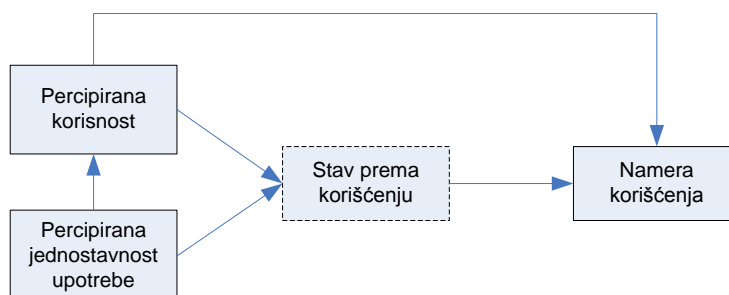 Percipirana
korisnost
Stav prema
korišćenju
Namera
korišćenja
Percipirana
jednostavnost
upotrebe